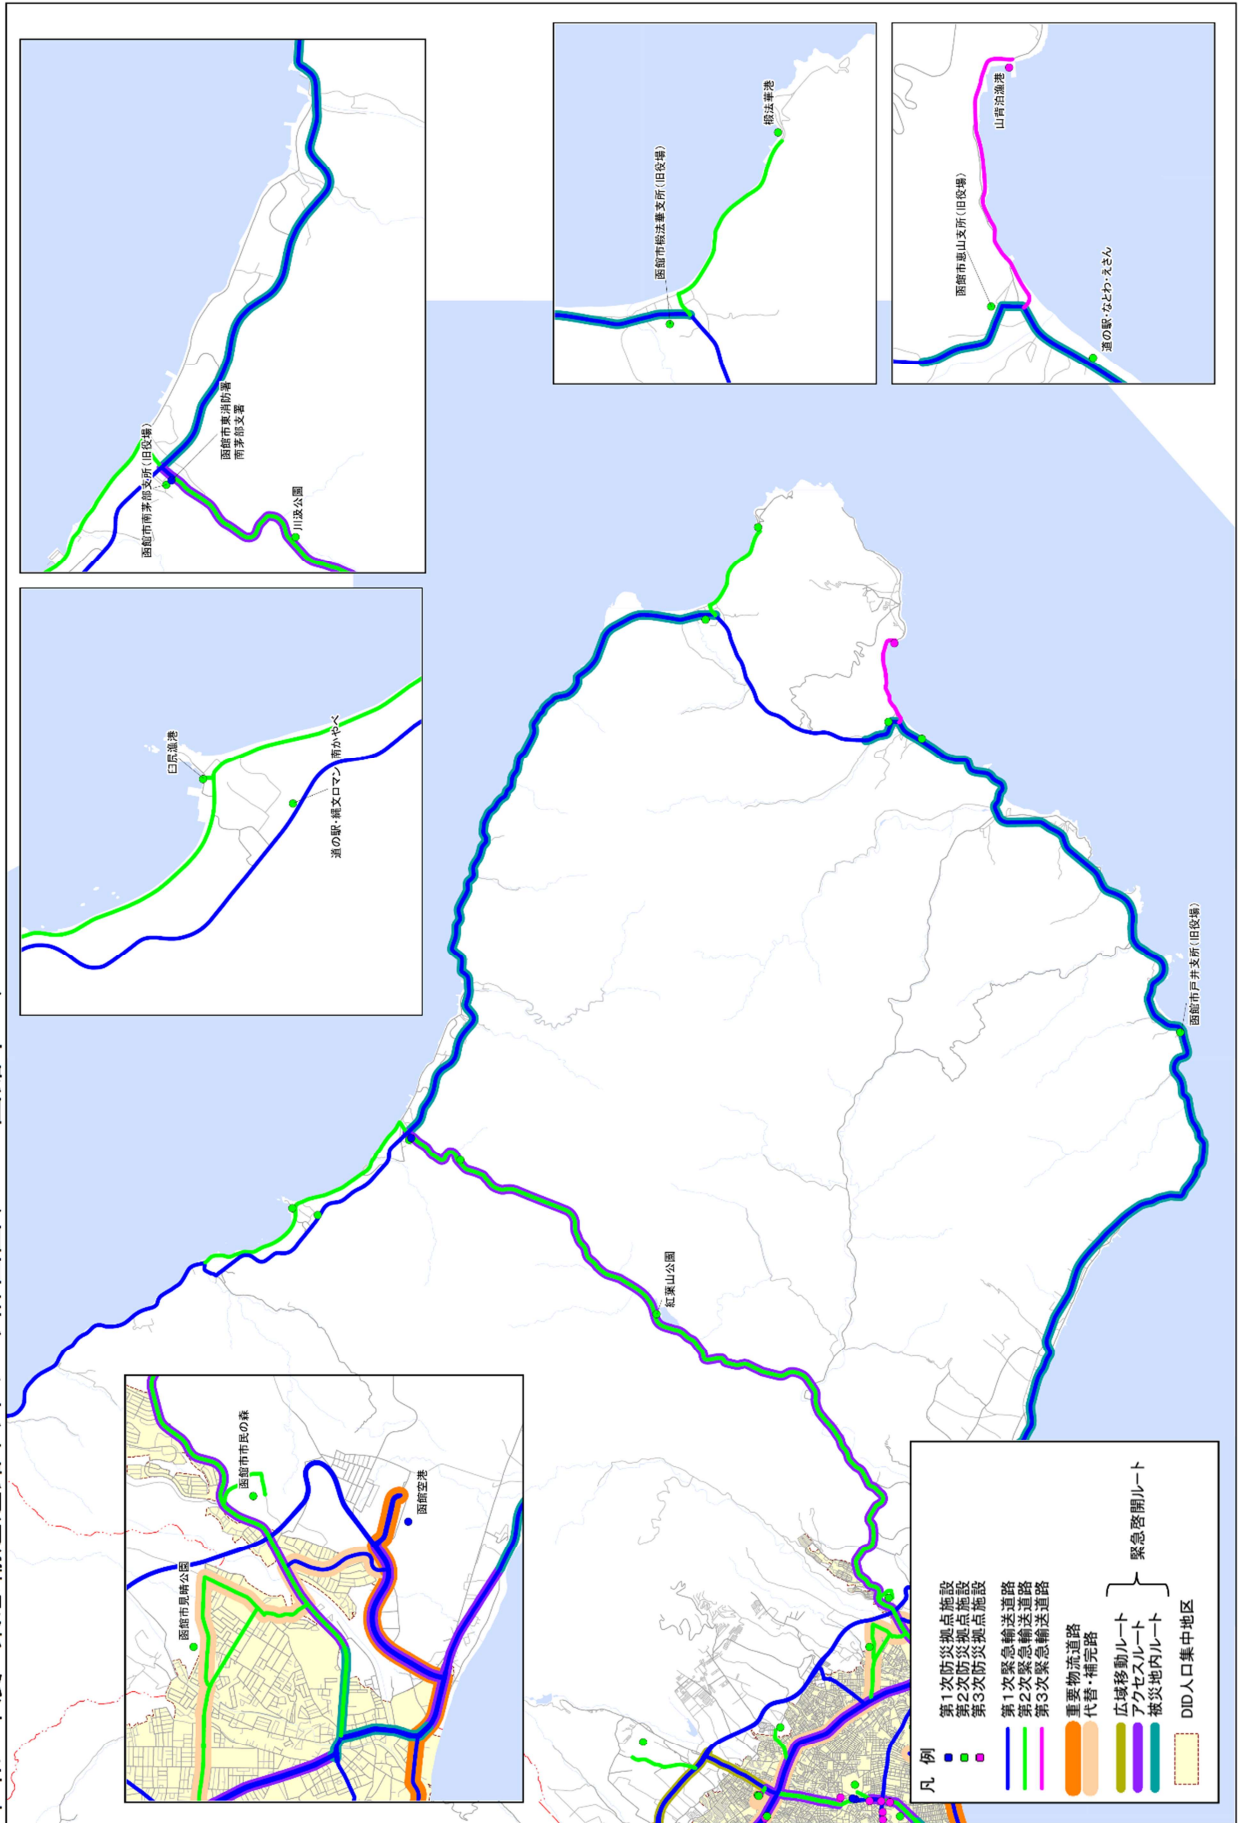 函館市南茅部支所(旧役場)
函館市東消防署
南茅部支署
川汲公園
臼尻漁港
道の駅・縄文ロマン 南かやべ
椴法華港
函館市椴法華支所(旧役場)
山背泊漁港
函館市恵山支所(旧役場)
道の駅・なとわ・えさん
函館市戸井支所(旧役場)
紅葉山公園
函館市市民の森
函館市見晴公園
函館空港
凡 例
第1次防災拠点施設
第2次防災拠点施設
第3次防災拠点施設
第1次緊急輸送道路
第2次緊急輸送道路
第3次緊急輸送道路
重要物流道路
代替・補完路
広域移動ルート
アクセスルート
被災地内ルート
緊急啓開ルート
DID人口集中地区